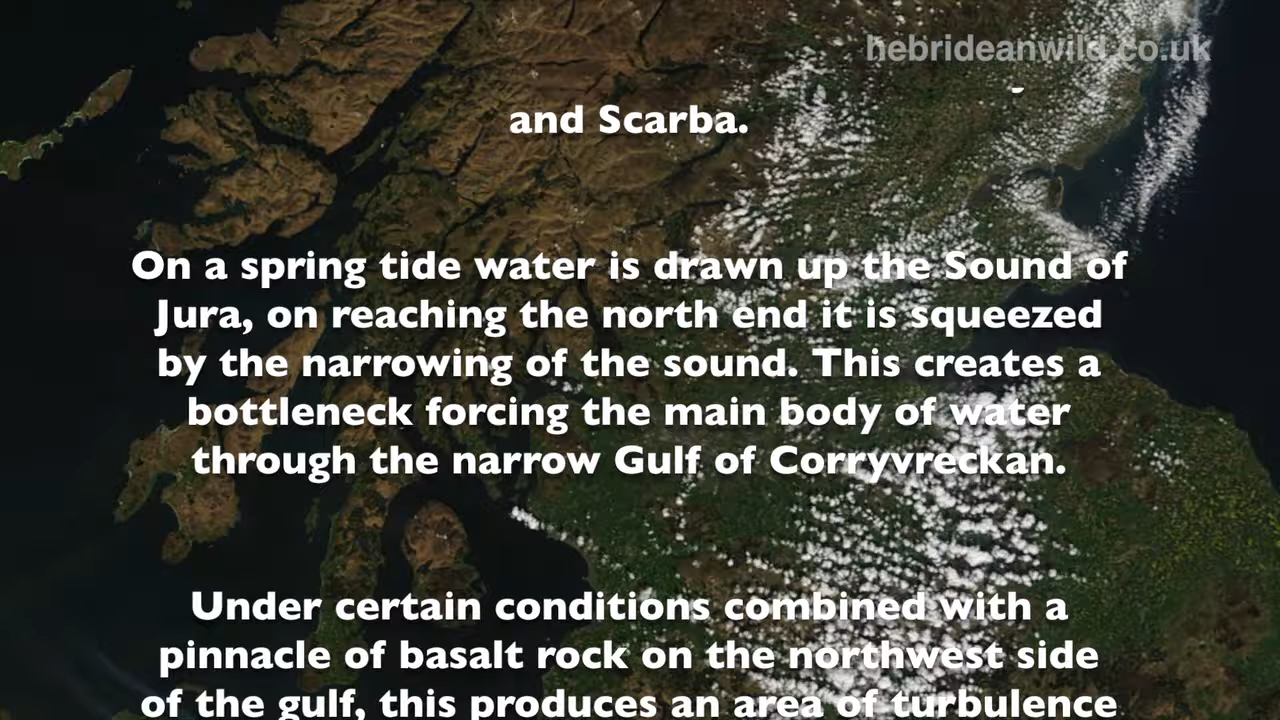 hebrideanwild.co.uk
and Scarba.
On a spring tide water is drawn up the Sound of
Jura, on reaching the north end it is squeezed
by the narrowing of the sound. This creates a
bottleneck forcing the main body of water
through the narrow Gulf of Corryvreckan.
Under certain conditions combined with a
pinnacle of basalt rock on the northwest side
of the gulf, this produces an area of turbulence